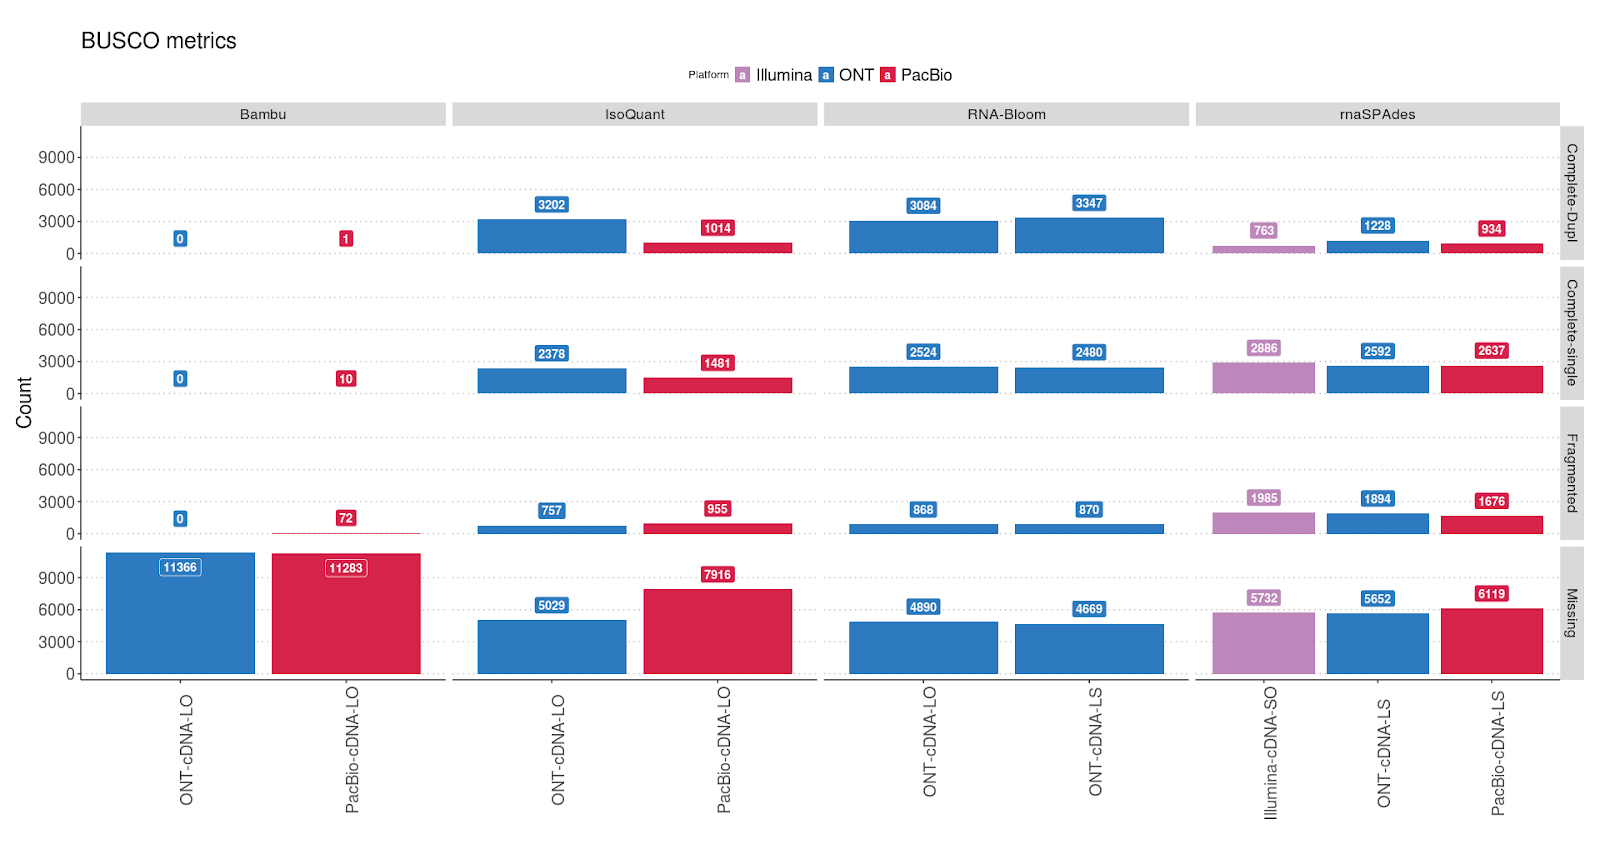 BUSCO metrics
Platform a Illumina a ONT a PacBio
Bambu IsoQuant RNA-Bloom rnaSPAdes
Count
9000
6000
3000
0
0 1 3202 1014 3084 3347 763 1228 934
Complete-Dupl
9000
6000
3000
0
0 10 2378 1481 2524 2480 2886 2592 2637
Complete-single
9000
6000
3000
0
0 72 757 955 868 870 1985 1894 1676
Fragmented
9000
6000
3000
0
11366 11283 5029 7916 4890 4669 5732 5652 6119
Missing
ONT-cDNA-LO
PacBio-cDNA-LO
ONT-cDNA-LO
PacBio-cDNA-LO
ONT-cDNA-LO
ONT-cDNA-LS
Illumina-cDNA-SO
ONT-cDNA-LS
PacBio-cDNA-LS